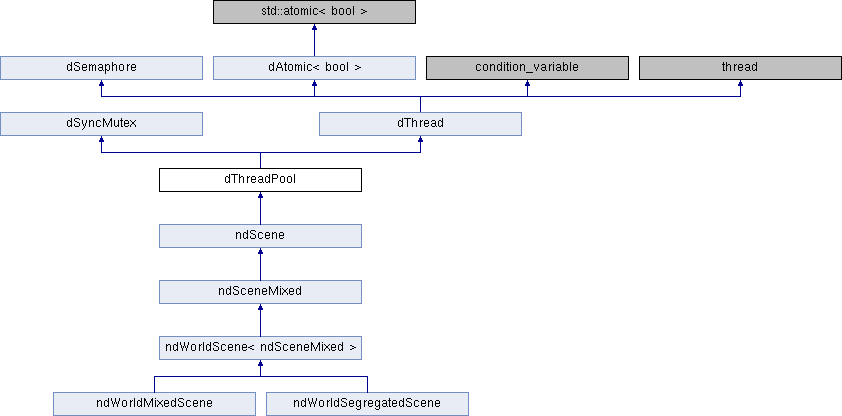 std::atomic< bool >
dSemaphore
dAtomic< bool >
condition_variable
thread
dSyncMutex
dThread
dThreadPool
ndScene
ndSceneMixed
ndWorldScene< ndSceneMixed >
ndWorldMixedScene
ndWorldSegregatedScene